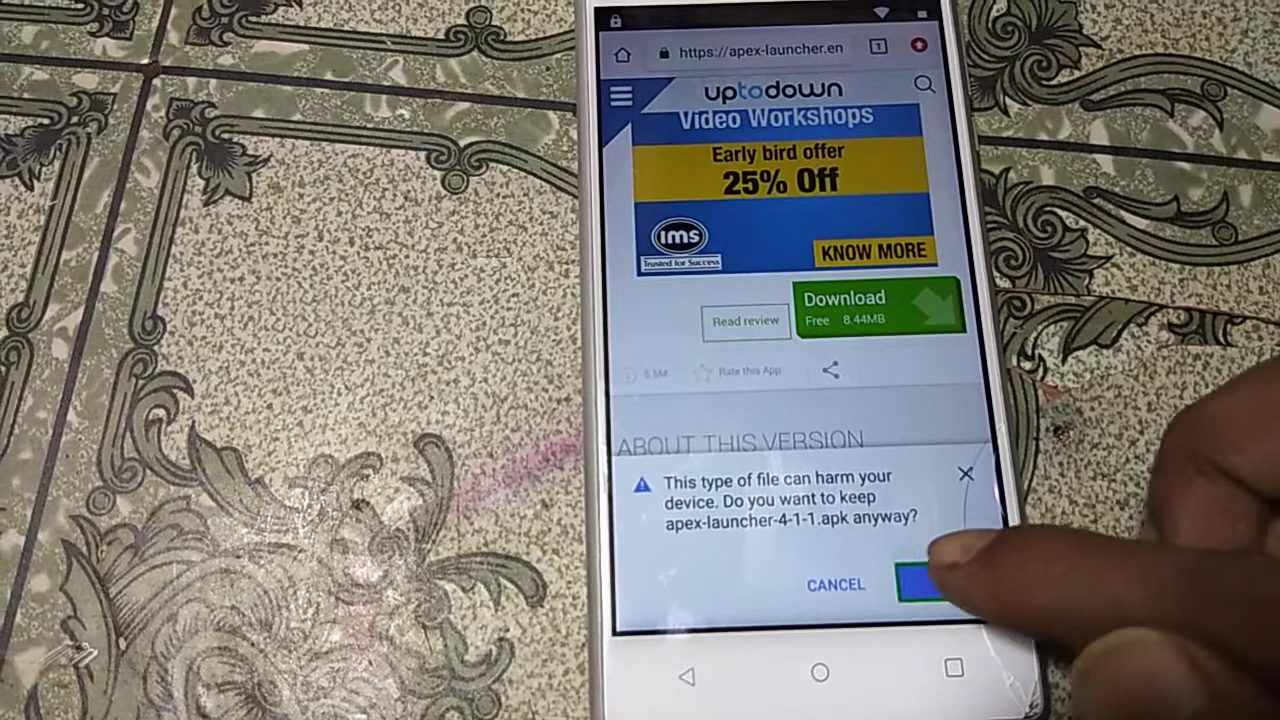 https://apex-launcher.en
1
uptodown
Video Workshops
Early bird offer
25% Off
ims
Trusted for Success
KNOW MORE
Download
Free 8.44MB
Read review
Rate this App
ABOUT THIS VERSION
This type of file can harm your
device. Do you want to keep
apex-launcher-4-1-1.apk anyway?
CANCEL